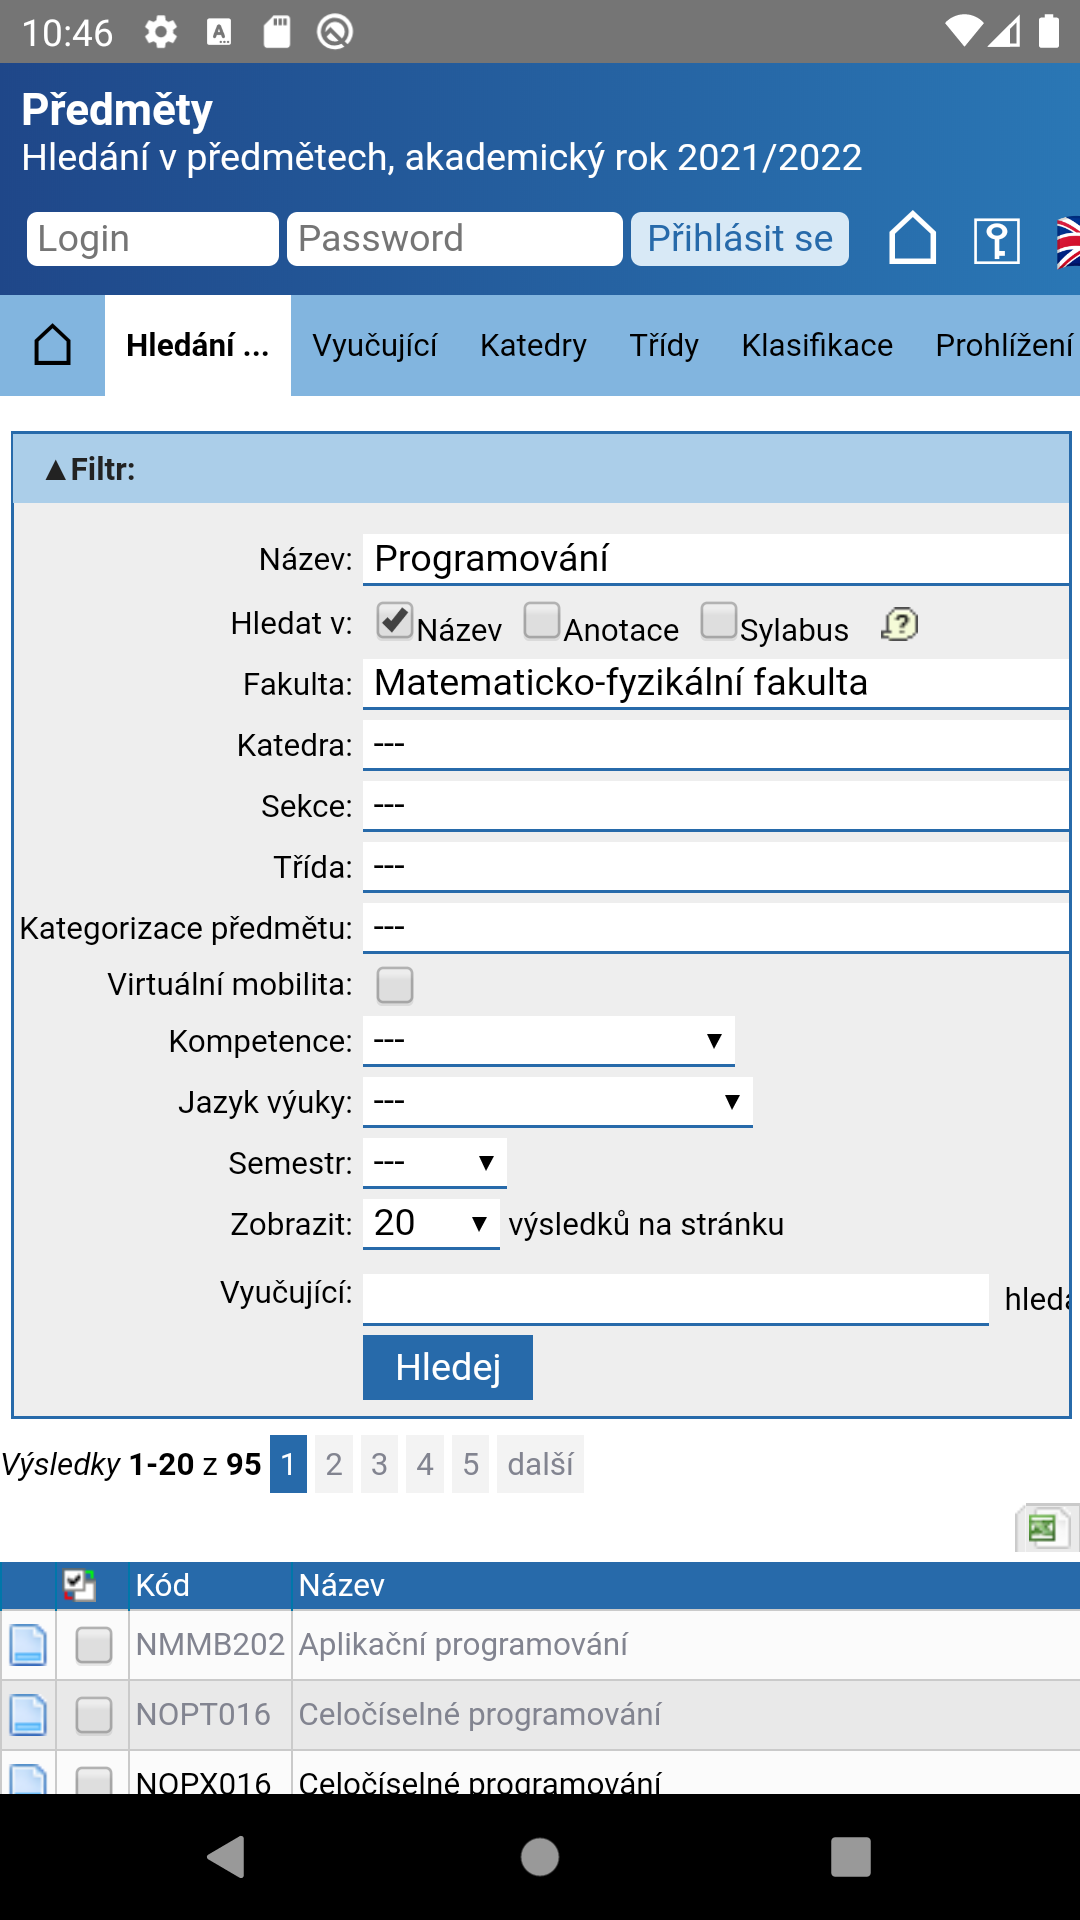 10:46
Předměty
Hledání v předmětech, akademický rok 2021/2022
Login Password Přihlásit se
Hledání ... Vyučující Katedry Třídy Klasifikace Prohlížení
▲Filtr:
Název: Programování
Hledat v: Název Anotace Sylabus
Fakulta: Matematicko-fyzikální fakulta
Katedra: ---
Sekce: ---
Třída: ---
Kategorizace předmětu: ---
Virtuální mobilita:
Kompetence: ---
Jazyk výuky: ---
Semestr: ---
Zobrazit: 20 výsledků na stránku
Vyučující:
Hledej
Výsledky 1-20 z 95 1 2 3 4 5 další
Kód Název
NMMB202 Aplikační programování
NOPT016 Celočíselné programování
NOPX016 Celočíselné programování